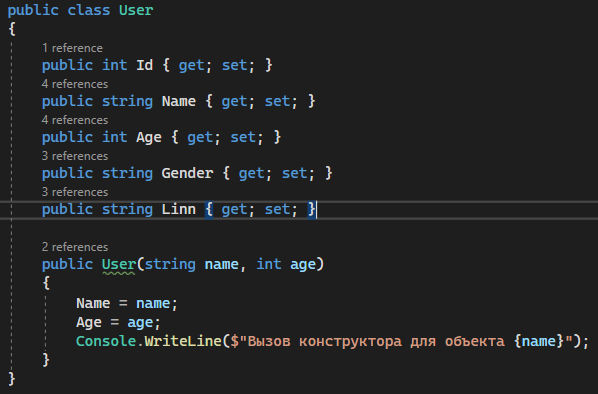 public class User
{
1 reference
public int Id { get; set; }
4 references
public string Name { get; set; }
4 references
public int Age { get; set; }
3 references
public string Gender { get; set; }
3 references
public string Linn { get; set; }
2 references
public User(string name, int age)
{
Name = name;
Age = age;
Console.WriteLine($"Вызов конструктора для объекта {name}");
}
}